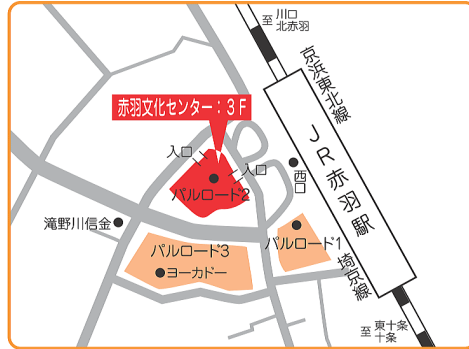 至 川口
北赤羽
京浜東北線
JR赤羽駅
赤羽文化センター：3F
入口
入口
パルロード2
西口
滝野川信金
パルロード3
ヨーカドー
パルロード1
埼京線
至 東十条
十条